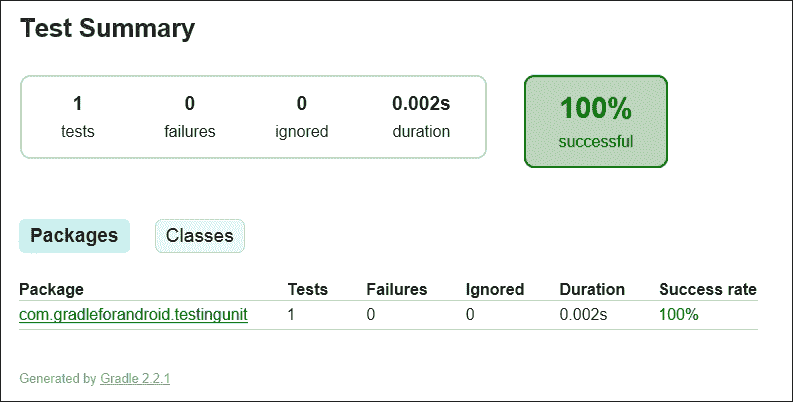 Test Summary
1 0 0 0.002s
tests failures ignored duration
100%
successful
Packages Classes
Package Tests Failures Ignored Duration Success rate
com.gradleforandroid.testingunit 1 0 0 0.002s 100%
Generated by Gradle 2.2.1